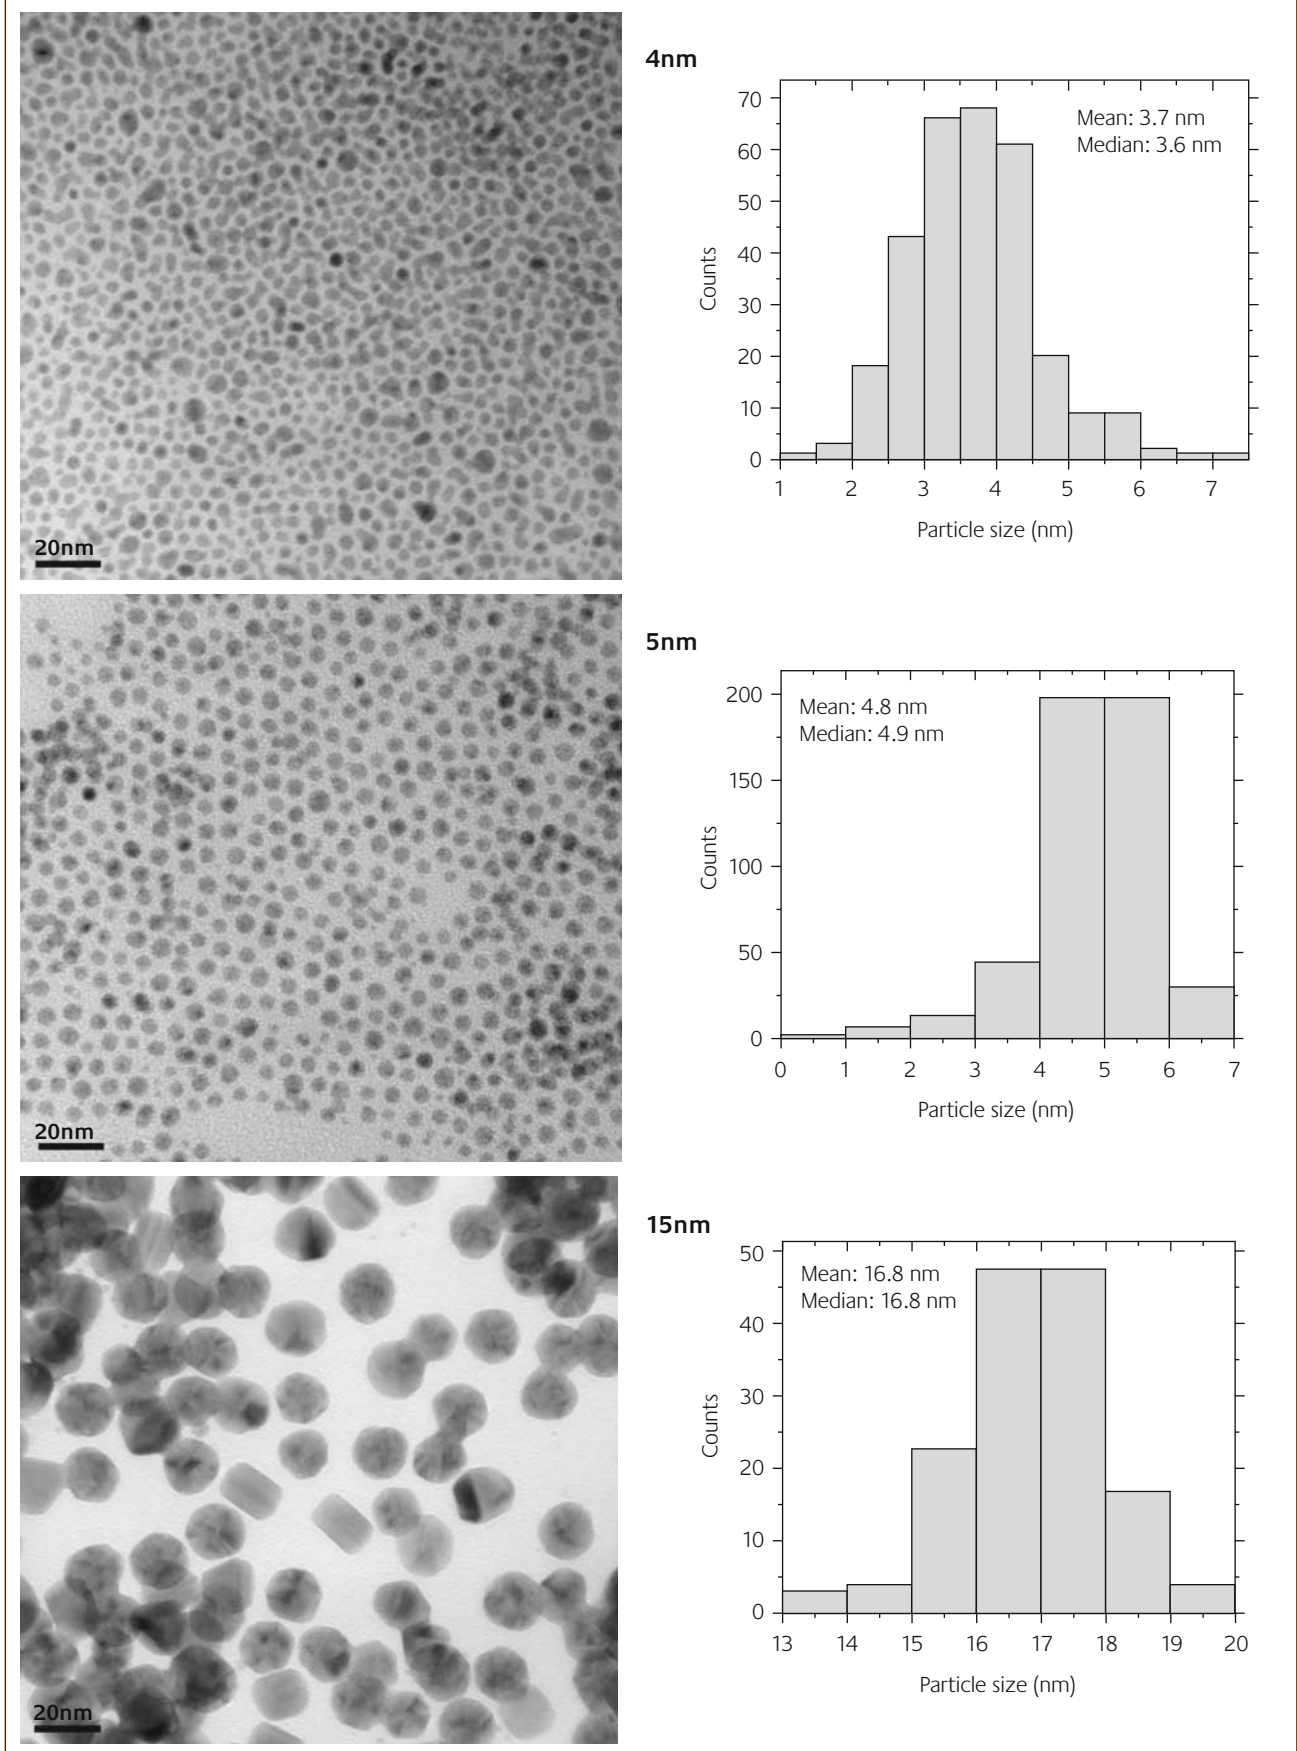 20nm
4nm
Mean: 3.7 nm
Median: 3.6 nm
70
60
50
40
30
20
10
0
Counts
1 2 3 4 5 6 7
Particle size (nm)
20nm
5nm
Mean: 4.8 nm
Median: 4.9 nm
200
150
100
50
0
Counts
0 1 2 3 4 5 6 7
Particle size (nm)
20nm
15nm
Mean: 16.8 nm
Median: 16.8 nm
50
40
30
20
10
0
Counts
13 14 15 16 17 18 19 20
Particle size (nm)